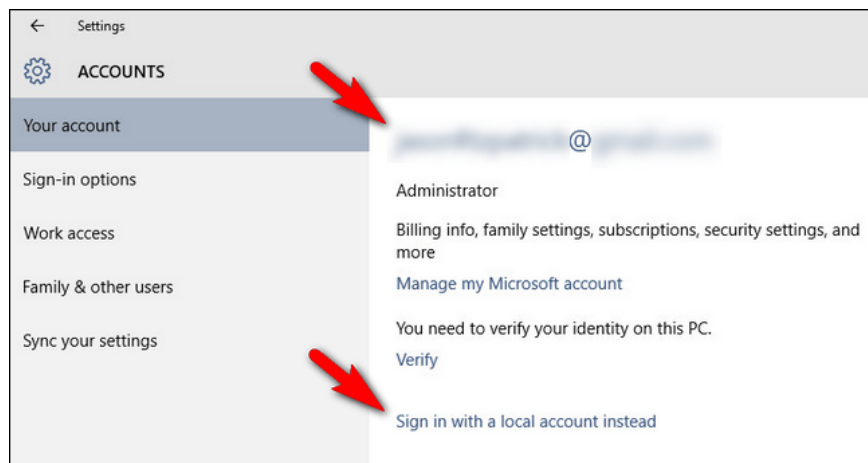 Settings
ACCOUNTS
Your account
Sign-in options
Work access
Family & other users
Sync your settings
@
Administrator
Billing info, family settings, subscriptions, security settings, and
more
Manage my Microsoft account
You need to verify your identity on this PC.
Verify
Sign in with a local account instead